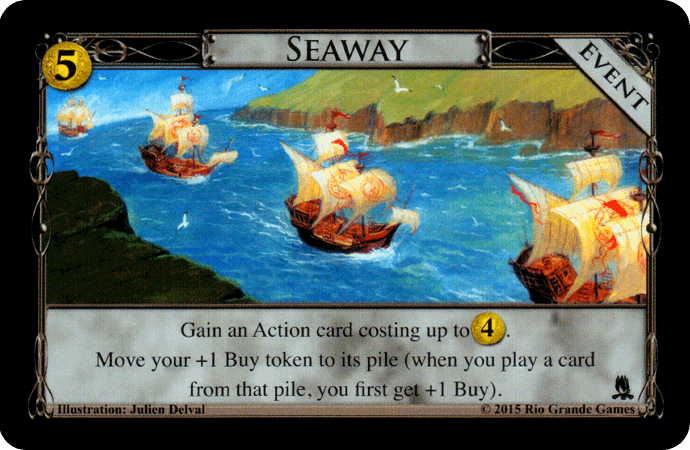 5
SEAWAY
EVENT
Gain an Action card costing up to 4.
Move your +1 Buy token to its pile (when you play a card
from that pile, you first get +1 Buy).
Illustration: Julien Delval
© 2015 Rio Grande Games